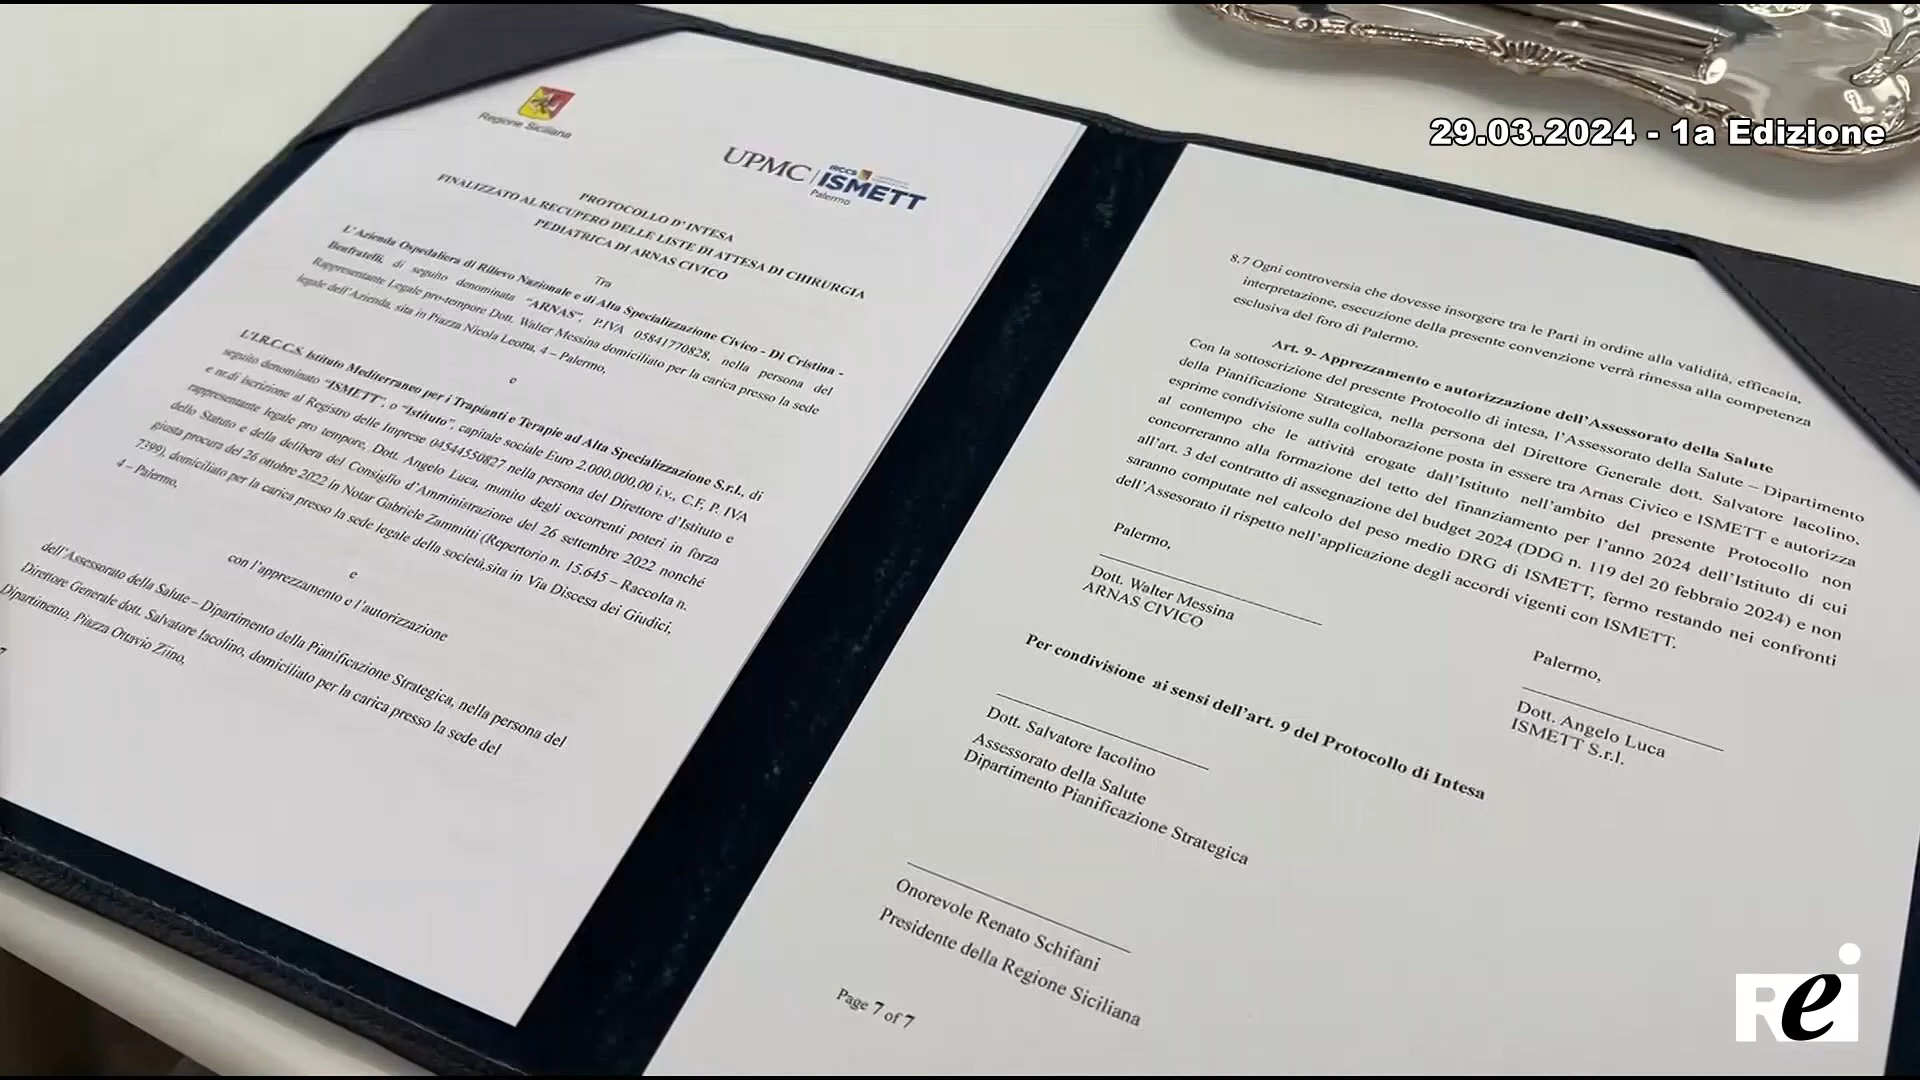 29.03.2024 - 1a Edizione
Regione Siciliana
UPMC
IRCCS
ISMETT
Palermo
PROTOCOLLO D'INTESA
FINALIZZATO AL RECUPERO DELLE LISTE DI ATTESA DI CHIRURGIA
PEDIATRICA DI ARNAS CIVICO
Tra
L'Azienda Ospedaliera di Rilievo Nazionale e di Alta Specializzazione Civico - Di Cristina -
Benfratelli, di seguito denominata "ARNAS", P.IVA 05841770828, nella persona del
Rappresentante Legale pro-tempore Dott. Walter Messina domiciliato per la carica presso la sede
legale dell'Azienda, sita in Piazza Nicola Leotta, 4 – Palermo,
e
L'I.R.C.C.S. Istituto Mediterraneo per i Trapianti e Terapie ad Alta Specializzazione S.r.l., di
seguito denominato "ISMETT", o "Istituto", capitale sociale Euro 2.000.000,00 i.v., C.F, P. IVA
e nr.di iscrizione al Registro delle Imprese 04544550827 nella persona del Direttore d'Istituto e
rappresentante legale pro tempore, Dott. Angelo Luca, munito degli occorrenti poteri in forza
dello Statuto e della delibera del Consiglio d'Amministrazione del 26 settembre 2022 nonché
giusta procura del 26 ottobre 2022 in Notar Gabriele Zammitti (Repertorio n. 15.645 – Raccolta n.
7399), domiciliato per la carica presso la sede legale della società,sita in Via Discesa dei Giudici,
4 – Palermo,
e
con l'apprezzamento e l'autorizzazione
dell'Assessorato della Salute – Dipartimento della Pianificazione Strategica, nella persona del
Direttore Generale dott. Salvatore Iacolino, domiciliato per la carica presso la sede del
Dipartimento, Piazza Ottavio Ziino,
8.7 Ogni controversia che dovesse insorgere tra le Parti in ordine alla validità, efficacia,
interpretazione, esecuzione della presente convenzione verrà rimessa alla competenza
esclusiva del foro di Palermo.
Art. 9- Apprezzamento e autorizzazione dell'Assessorato della Salute
Con la sottoscrizione del presente Protocollo di intesa, l'Assessorato della Salute – Dipartimento
della Pianificazione Strategica, nella persona del Direttore Generale dott. Salvatore Iacolino,
esprime condivisione sulla collaborazione posta in essere tra Arnas Civico e ISMETT e autorizza
al contempo che le attività erogate dall'Istituto nell'ambito del presente Protocollo non
concorreranno alla formazione del tetto del finanziamento per l'anno 2024 dell'Istituto di cui
all'art. 3 del contratto di assegnazione del budget 2024 (DDG n. 119 del 20 febbraio 2024) e non
saranno computate nel calcolo del peso medio DRG di ISMETT, fermo restando nei confronti
dell'Assesorato il rispetto nell'applicazione degli accordi vigenti con ISMETT.
Palermo,
Dott. Walter Messina
ARNAS CIVICO
Palermo,
Dott. Angelo Luca
ISMETT S.r.l.
Per condivisione ai sensi dell'art. 9 del Protocollo di Intesa
Dott. Salvatore Iacolino
Assessorato della Salute
Dipartimento Pianificazione Strategica
Onorevole Renato Schifani
Presidente della Regione Siciliana
Page 7 of 7
Rei